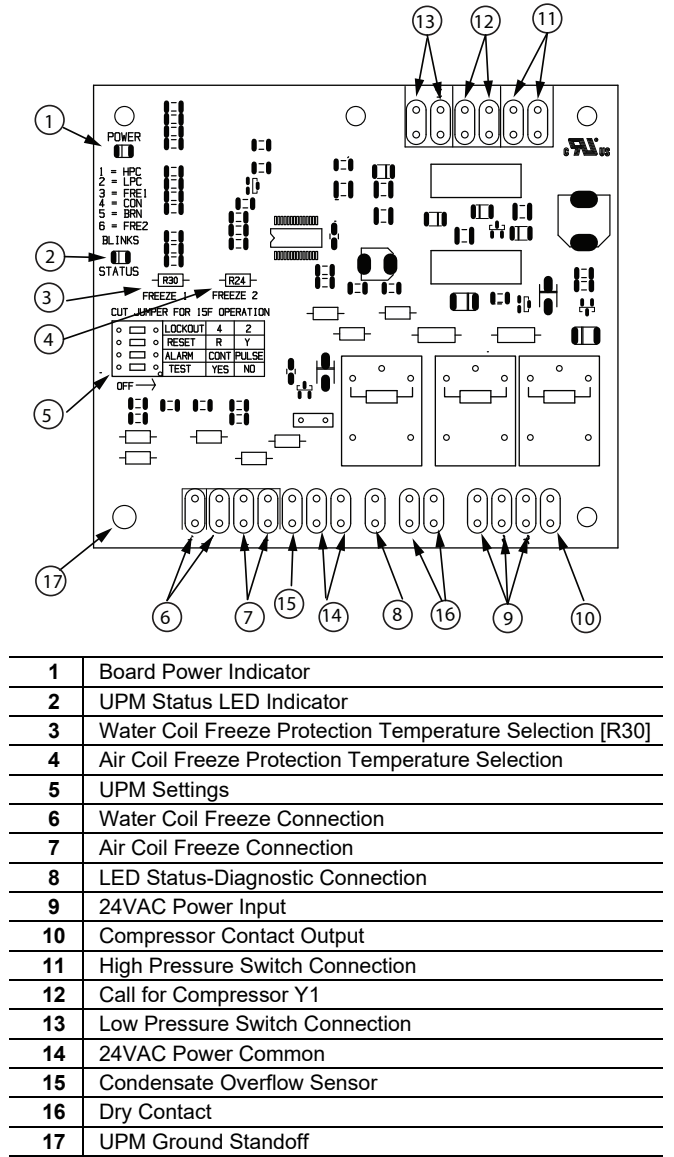 13 12 11
1
POWER
c RU us
1 = HPC
2 = LPC
3 = FRE1
4 = CON
5 = BRN
6 = FRE2
BLINKS
2
STATUS
R30 R24
3
FREEZE 1 FREEZE 2
CUT JUMPER FOR 15F OPERATION
4
LOCKOUT 4 2
RESET R Y
ALARM CONT PULSE
TEST YES NO
OFF
5
17
6 7 15 14 8 16 9 10
1 Board Power Indicator
2 UPM Status LED Indicator
3 Water Coil Freeze Protection Temperature Selection [R30]
4 Air Coil Freeze Protection Temperature Selection
5 UPM Settings
6 Water Coil Freeze Connection
7 Air Coil Freeze Connection
8 LED Status-Diagnostic Connection
9 24VAC Power Input
10 Compressor Contact Output
11 High Pressure Switch Connection
12 Call for Compressor Y1
13 Low Pressure Switch Connection
14 24VAC Power Common
15 Condensate Overflow Sensor
16 Dry Contact
17 UPM Ground Standoff